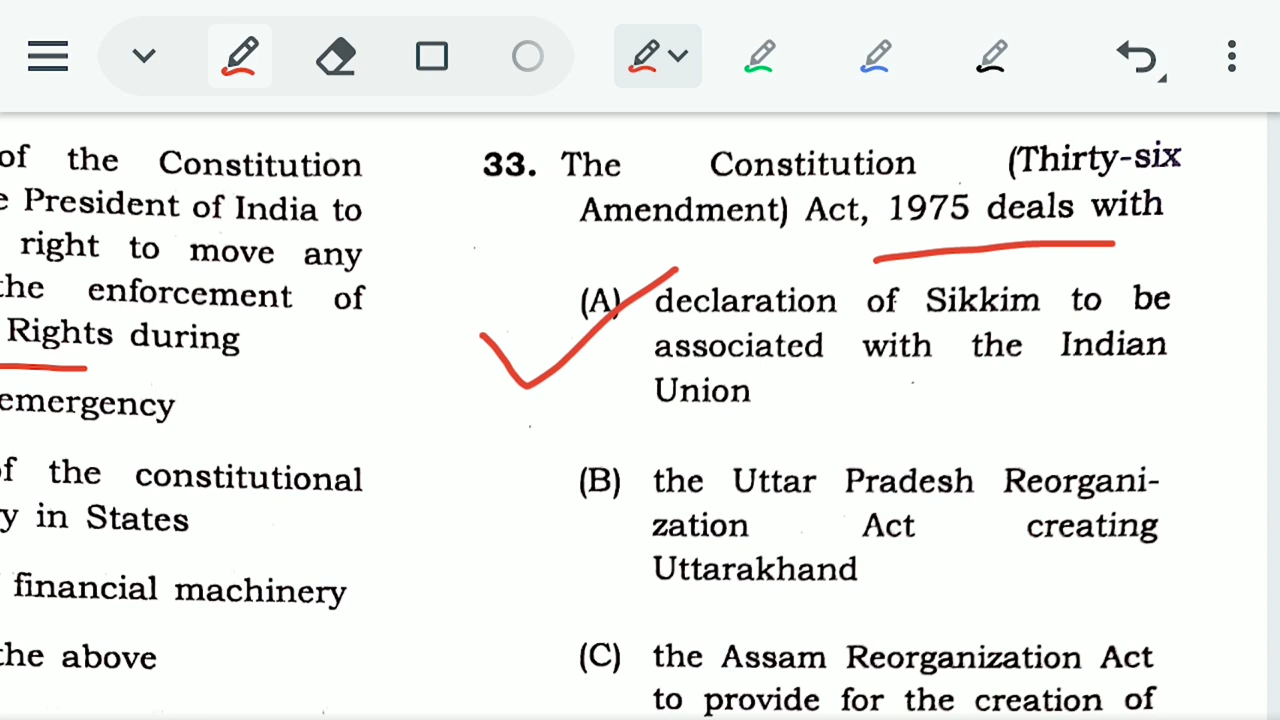 of the Constitution
President of India to
right to move any
the enforcement of
Rights during
emergency
of the constitutional
in States
financial machinery
the above
33. The Constitution (Thirty-six
Amendment) Act, 1975 deals with
(A) declaration of Sikkim to be
associated with the Indian
Union
(B) the Uttar Pradesh Reorgani-
zation Act creating
Uttarakhand
(C) the Assam Reorganization Act
to provide for the creation of